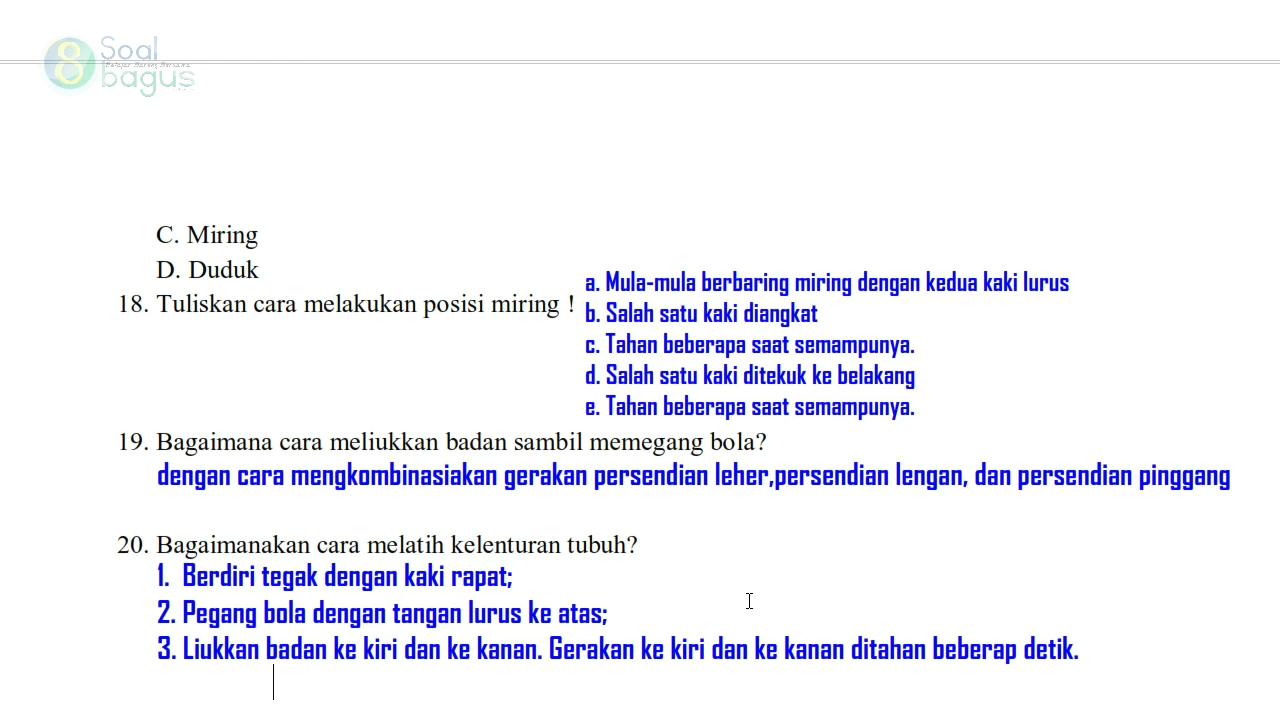 8 Soal
Belajar Bareng Bersama
bagus
C. Miring
D. Duduk
18. Tuliskan cara melakukan posisi miring !
a. Mula-mula berbaring miring dengan kedua kaki lurus
b. Salah satu kaki diangkat
c. Tahan beberapa saat semampunya.
d. Salah satu kaki ditekuk ke belakang
e. Tahan beberapa saat semampunya.
19. Bagaimana cara meliukkan badan sambil memegang bola?
dengan cara mengkombinasiakan gerakan persendian leher,persendian lengan, dan persendian pinggang
20. Bagaimanakan cara melatih kelenturan tubuh?
1. Berdiri tegak dengan kaki rapat;
2. Pegang bola dengan tangan lurus ke atas;
3. Liukkan badan ke kiri dan ke kanan. Gerakan ke kiri dan ke kanan ditahan beberap detik.